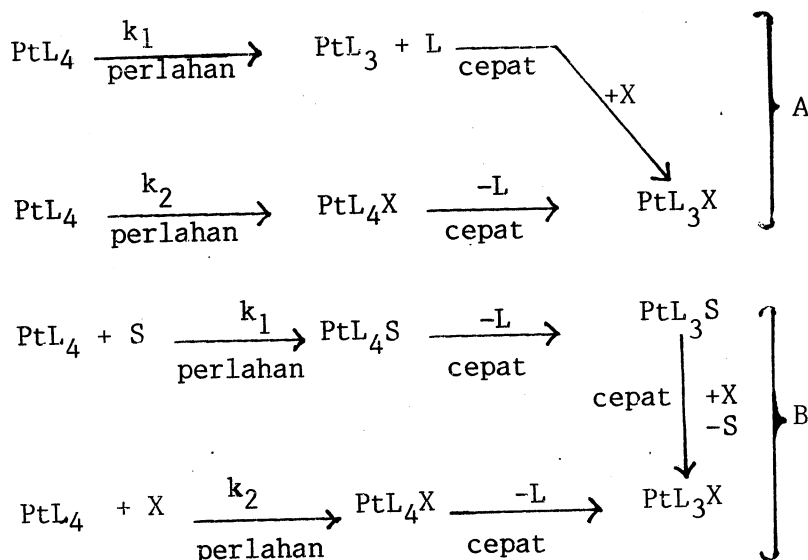 PtL4 k1 perlahan PtL3 + L cepat
+X
A
PtL4 k2 perlahan PtL4X -L cepat PtL3X
PtL4 + S k1 perlahan PtL4S -L cepat PtL3S
cepat +X
-S
B
PtL4 + X k2 perlahan PtL4X -L cepat PtL3X